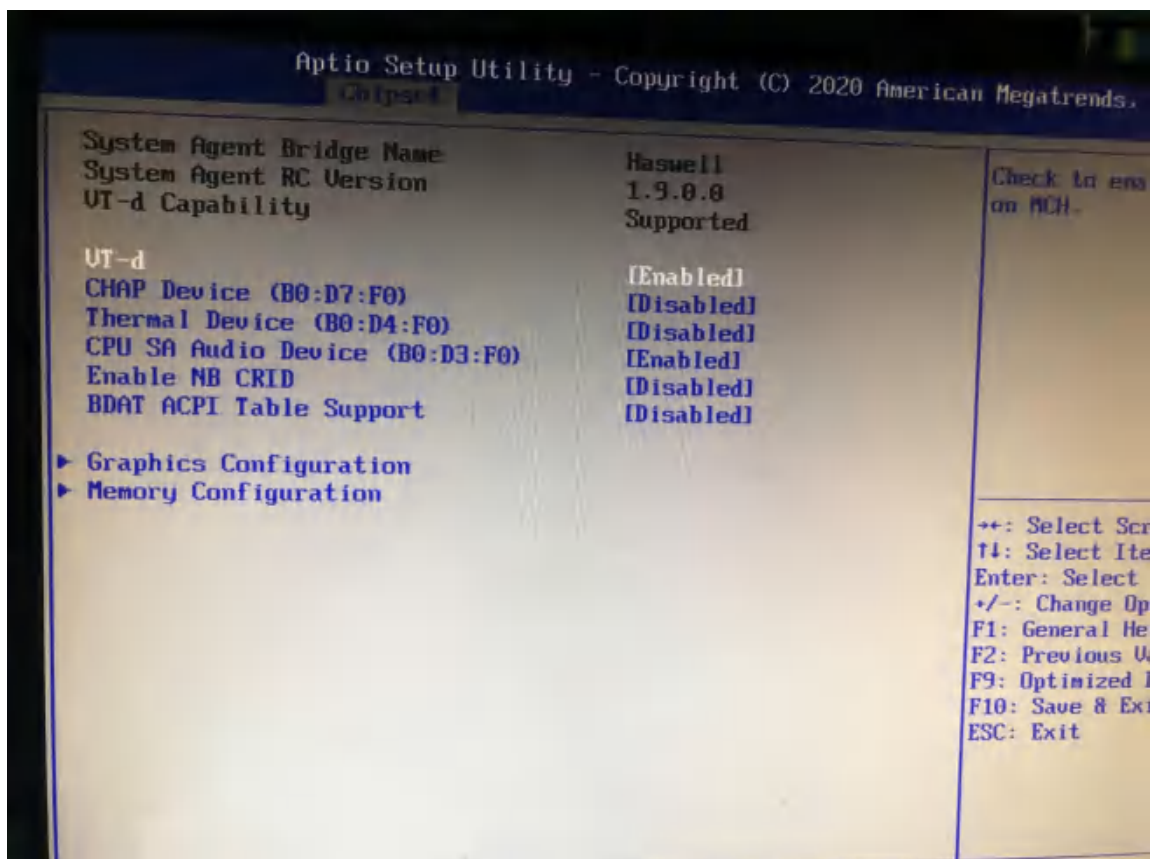 Aptio Setup Utility - Copyright (C) 2020 American Megatrends,
Chipset
System Agent Bridge Name Haswell
System Agent RC Version 1.9.0.0
VT-d Capability Supported
VT-d [Enabled]
CHAP Device (B0:D7:F0) [Disabled]
Thermal Device (B0:D4:F0) [Disabled]
CPU SA Audio Device (B0:D3:F0) [Enabled]
Enable NB CRID [Disabled]
BDAT ACPI Table Support [Disabled]
► Graphics Configuration
► Memory Configuration
Check to ena
on MCH.
→←: Select Scr
↑↓: Select Ite
Enter: Select
+/-: Change Op
F1: General He
F2: Previous Va
F9: Optimized
F10: Save & Exi
ESC: Exit